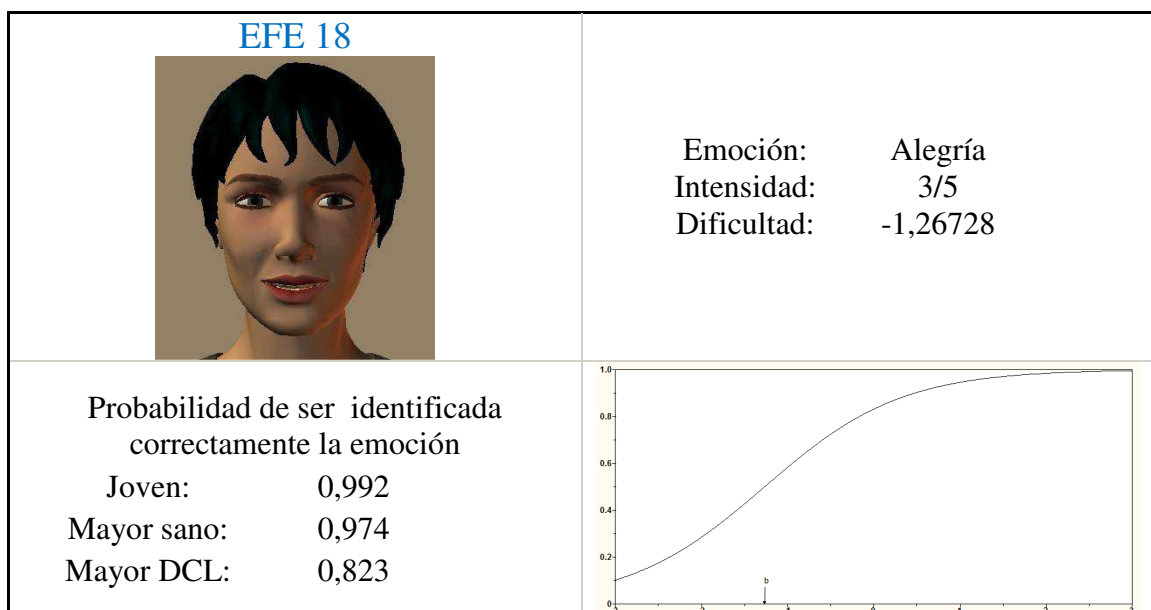 EFE 18
Emoción: Alegría
Intensidad: 3/5
Dificultad: -1,26728
Probabilidad de ser identificada
correctamente la emoción
Joven: 0,992
Mayor sano: 0,974
Mayor DCL: 0,823
1.0
0.8
0.6
0.4
0.2
0
b